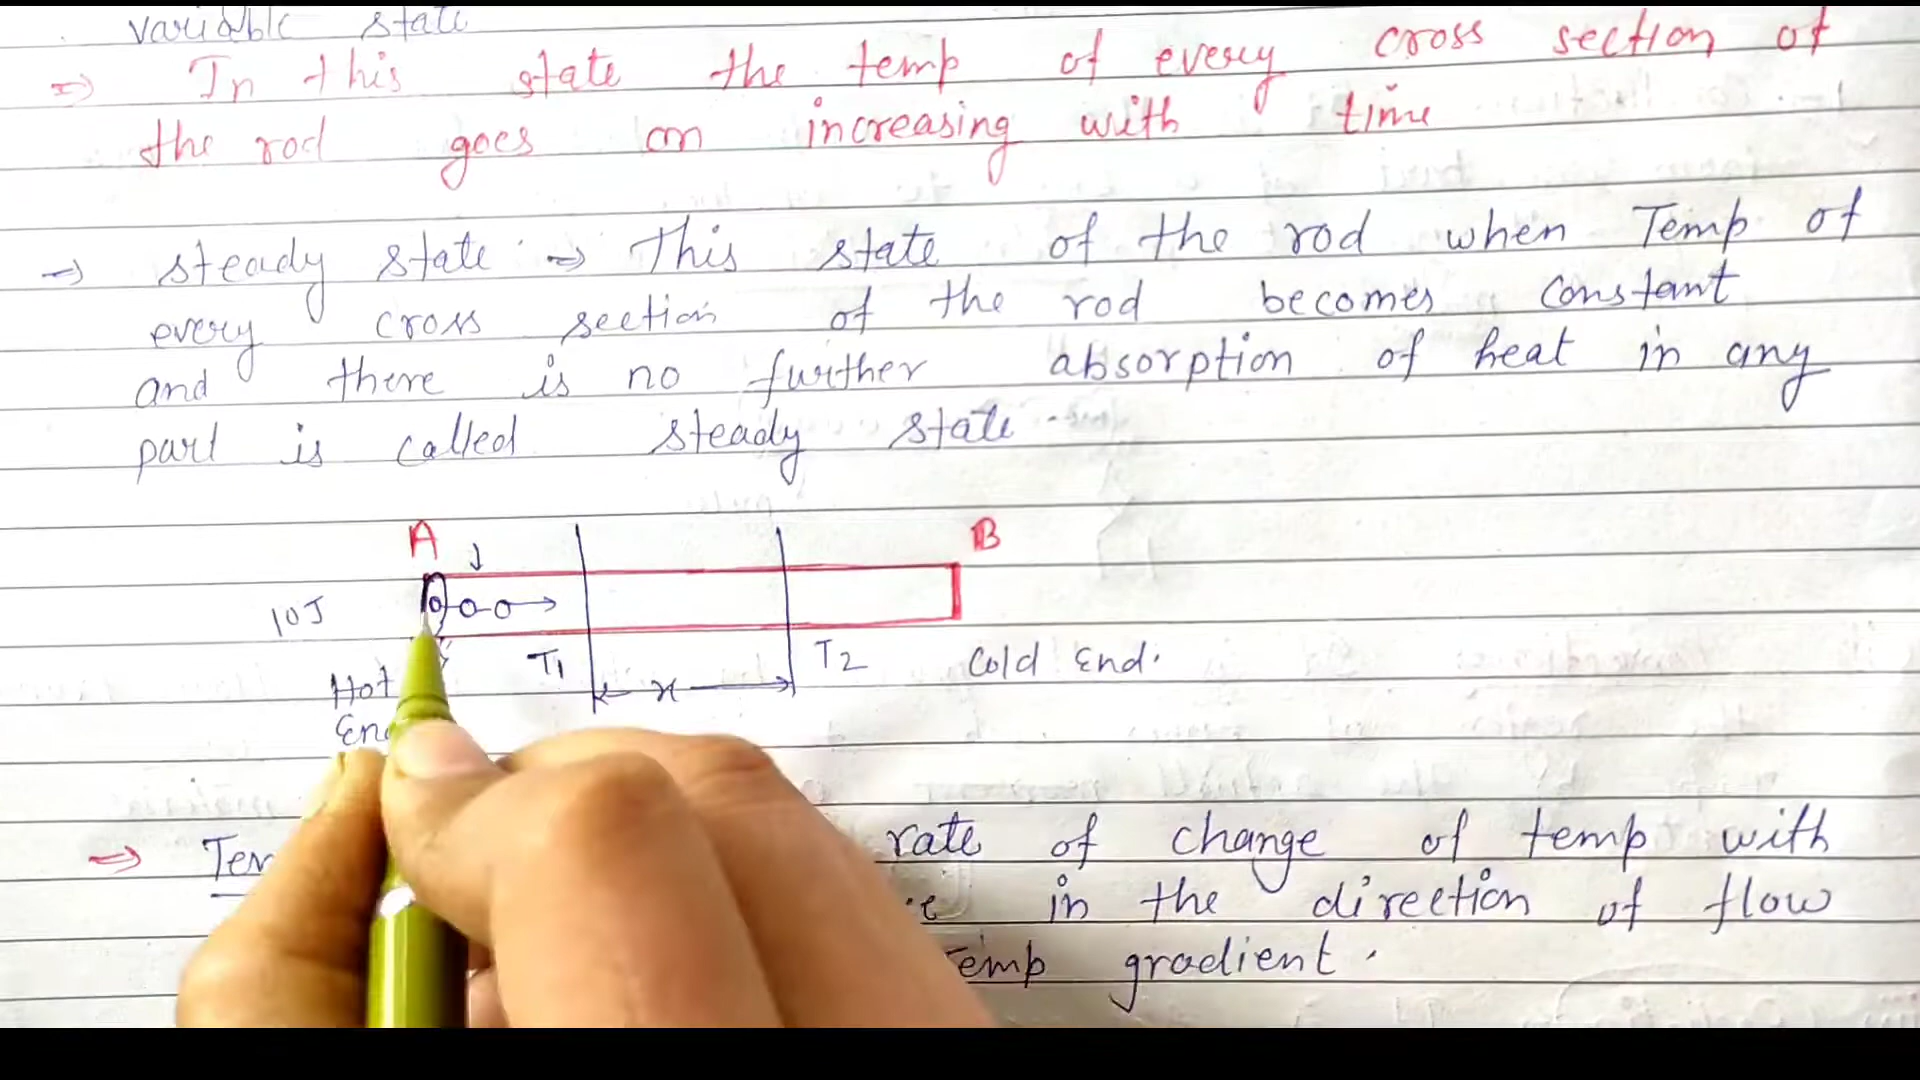 variable state
=> In this state the temp of every cross section of
the rod goes on increasing with time
→ steady state → This state of the rod when Temp of
every cross section of the rod becomes constant
and there is no further absorption of heat in any
part is called steady state
A B
10J
T1 T2 Cold End.
Hot x
End
=> rate of change of temp with
in the direction of flow
gradient.